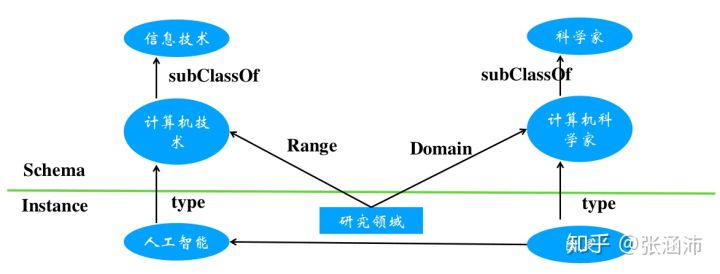 信息技术
科学家
subClassOf
subClassOf
计算机技
术
计算机科
学家
Range
Domain
Schema
Instance
type
type
研究领域
人工智能
知乎 @张涵沛